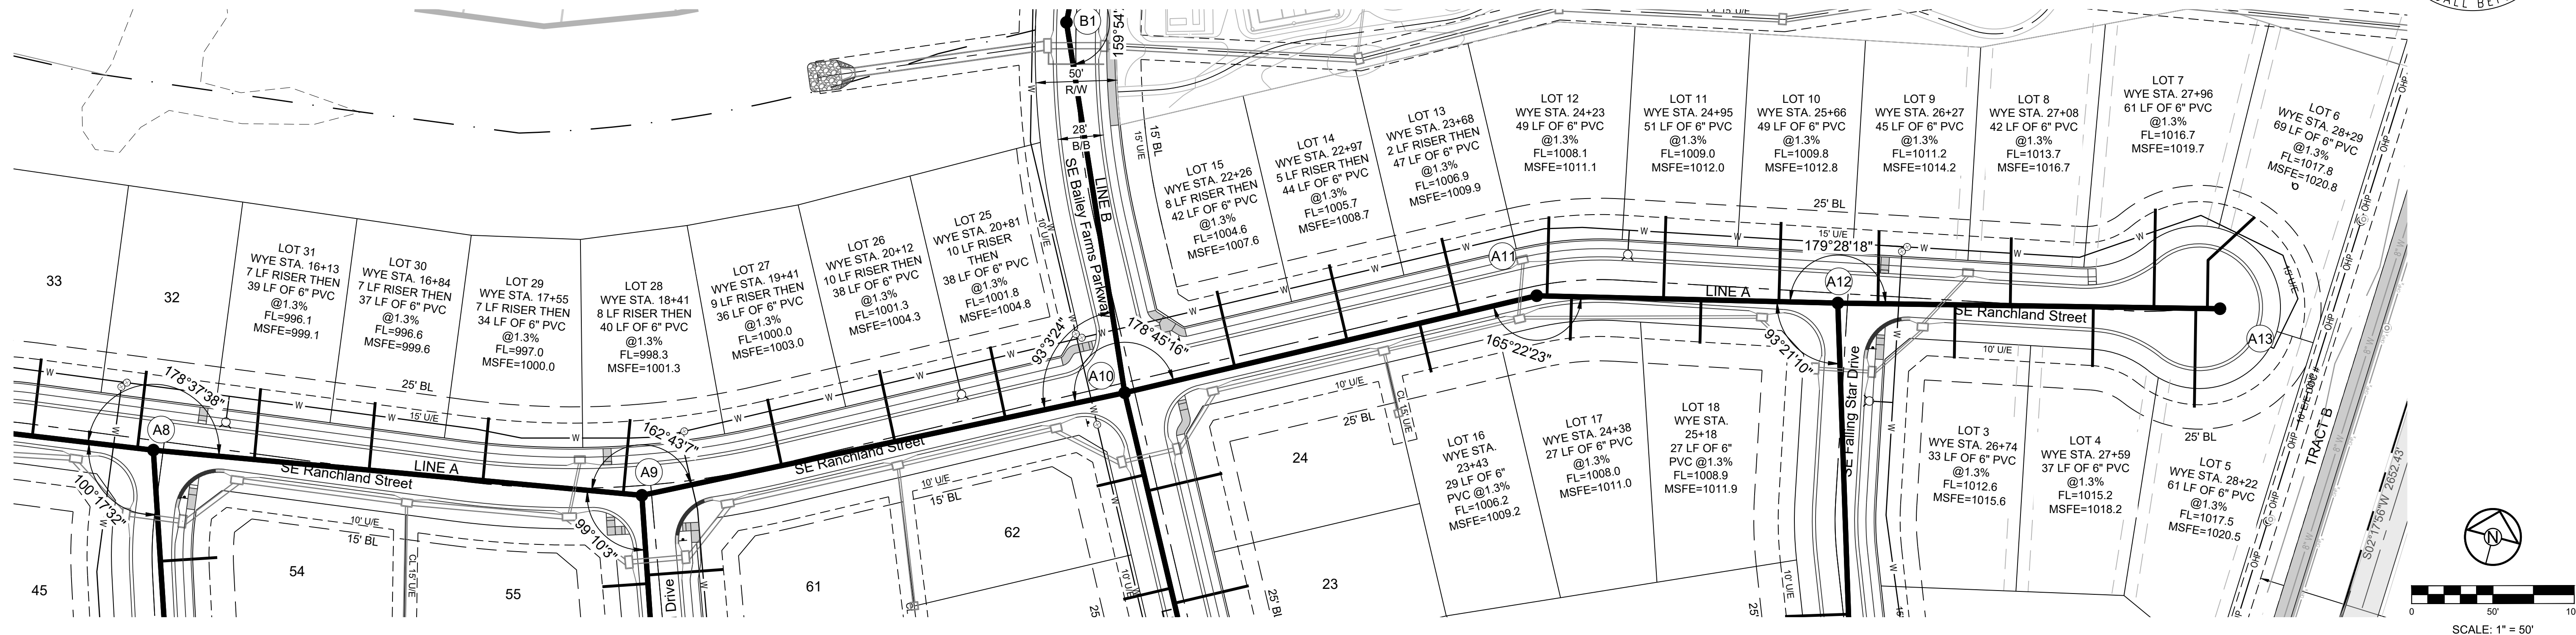 CALL BEF
B1
159°54'
CL 15' U/E
50'
R/W
28'
B/B
LINE B
SE Bailey Farms Parkway
15' BL
15' U/E
10' U/E
33
32
LOT 31
WYE STA. 16+13
7 LF RISER THEN
39 LF OF 6" PVC
@1.3%
FL=996.1
MSFE=999.1
LOT 30
WYE STA. 16+84
7 LF RISER THEN
37 LF OF 6" PVC
@1.3%
FL=996.6
MSFE=999.6
LOT 29
WYE STA. 17+55
7 LF RISER THEN
34 LF OF 6" PVC
@1.3%
FL=997.0
MSFE=1000.0
LOT 28
WYE STA. 18+41
8 LF RISER THEN
40 LF OF 6" PVC
@1.3%
FL=998.3
MSFE=1001.3
LOT 27
WYE STA. 19+41
9 LF RISER THEN
36 LF OF 6" PVC
@1.3%
FL=1000.0
MSFE=1003.0
LOT 26
WYE STA. 20+12
10 LF RISER THEN
38 LF OF 6" PVC
@1.3%
FL=1001.3
MSFE=1004.3
LOT 25
WYE STA. 20+81
10 LF RISER
THEN
38 LF OF 6" PVC
@1.3%
FL=1001.8
MSFE=1004.8
LOT 15
WYE STA. 22+26
8 LF RISER THEN
42 LF OF 6" PVC
@1.3%
FL=1004.6
MSFE=1007.6
LOT 14
WYE STA. 22+97
5 LF RISER THEN
44 LF OF 6" PVC
@1.3%
FL=1005.7
MSFE=1008.7
LOT 13
WYE STA. 23+68
2 LF RISER THEN
47 LF OF 6" PVC
@1.3%
FL=1006.9
MSFE=1009.9
LOT 12
WYE STA. 24+23
49 LF OF 6" PVC
@1.3%
FL=1008.1
MSFE=1011.1
LOT 11
WYE STA. 24+95
51 LF OF 6" PVC
@1.3%
FL=1009.0
MSFE=1012.0
LOT 10
WYE STA. 25+66
49 LF OF 6" PVC
@1.3%
FL=1009.8
MSFE=1012.8
LOT 9
WYE STA. 26+27
45 LF OF 6" PVC
@1.3%
FL=1011.2
MSFE=1014.2
LOT 8
WYE STA. 27+08
42 LF OF 6" PVC
@1.3%
FL=1013.7
MSFE=1016.7
LOT 7
WYE STA. 27+96
61 LF OF 6" PVC
@1.3%
FL=1016.7
MSFE=1019.7
LOT 6
WYE STA. 28+29
69 LF OF 6" PVC
@1.3%
FL=1017.8
MSFE=1020.8
25' BL
15' U/E
178°37'38"
A8
100°17'32"
SE Ranchland Street
LINE A
162°43'7"
A9
99°10'3"
SE Ranchland Street
93°3'24"
A10
178°45'16"
A11
165°22'23"
25' BL
15' U/E
179°28'18"
A12
LINE A
93°21'10"
SE Ranchland Street
A13
15' U/E
SE Falling Star Drive
10' U/E
45
54
10' U/E
15' BL
CL 15' U/E
55
Drive
61
10' U/E
15' BL
62
10' U/E
25'
24
10' U/E
25' BL
CL 15' U/E
23
25' BL
LOT 16
WYE STA.
23+43
29 LF OF 6"
PVC @1.3%
FL=1006.2
MSFE=1009.2
LOT 17
WYE STA. 24+38
27 LF OF 6" PVC
@1.3%
FL=1008.0
MSFE=1011.0
LOT 18
WYE STA.
25+18
27 LF OF 6"
PVC @1.3%
FL=1008.9
MSFE=1011.9
10' U/E
25'
LOT 3
WYE STA. 26+74
33 LF OF 6" PVC
@1.3%
FL=1012.6
MSFE=1015.6
LOT 4
WYE STA. 27+59
37 LF OF 6" PVC
@1.3%
FL=1015.2
MSFE=1018.2
LOT 5
WYE STA. 28+22
61 LF OF 6" PVC
@1.3%
FL=1017.5
MSFE=1020.5
25' BL
OHP
TRACT B
8" W
S02°17'56"W 2652.43'
N
0 50' 10
SCALE: 1" = 50'